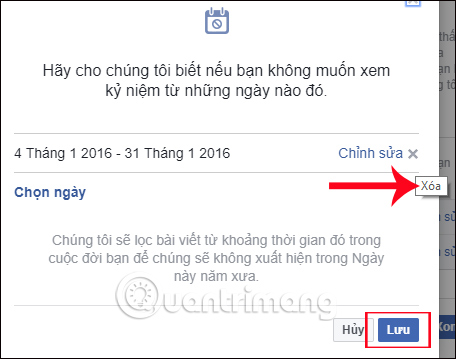 Hãy cho chúng tôi biết nếu bạn không muốn xem
kỷ niệm từ những ngày nào đó.
4 Tháng 1 2016 - 31 Tháng 1 2016 Chỉnh sửa
Xóa
Chọn ngày
Chúng tôi sẽ lọc bài viết từ khoảng thời gian đó trong
cuộc đời bạn để chúng sẽ không xuất hiện trong Ngày
này năm xưa.
Quantrimang
Hủy Lưu